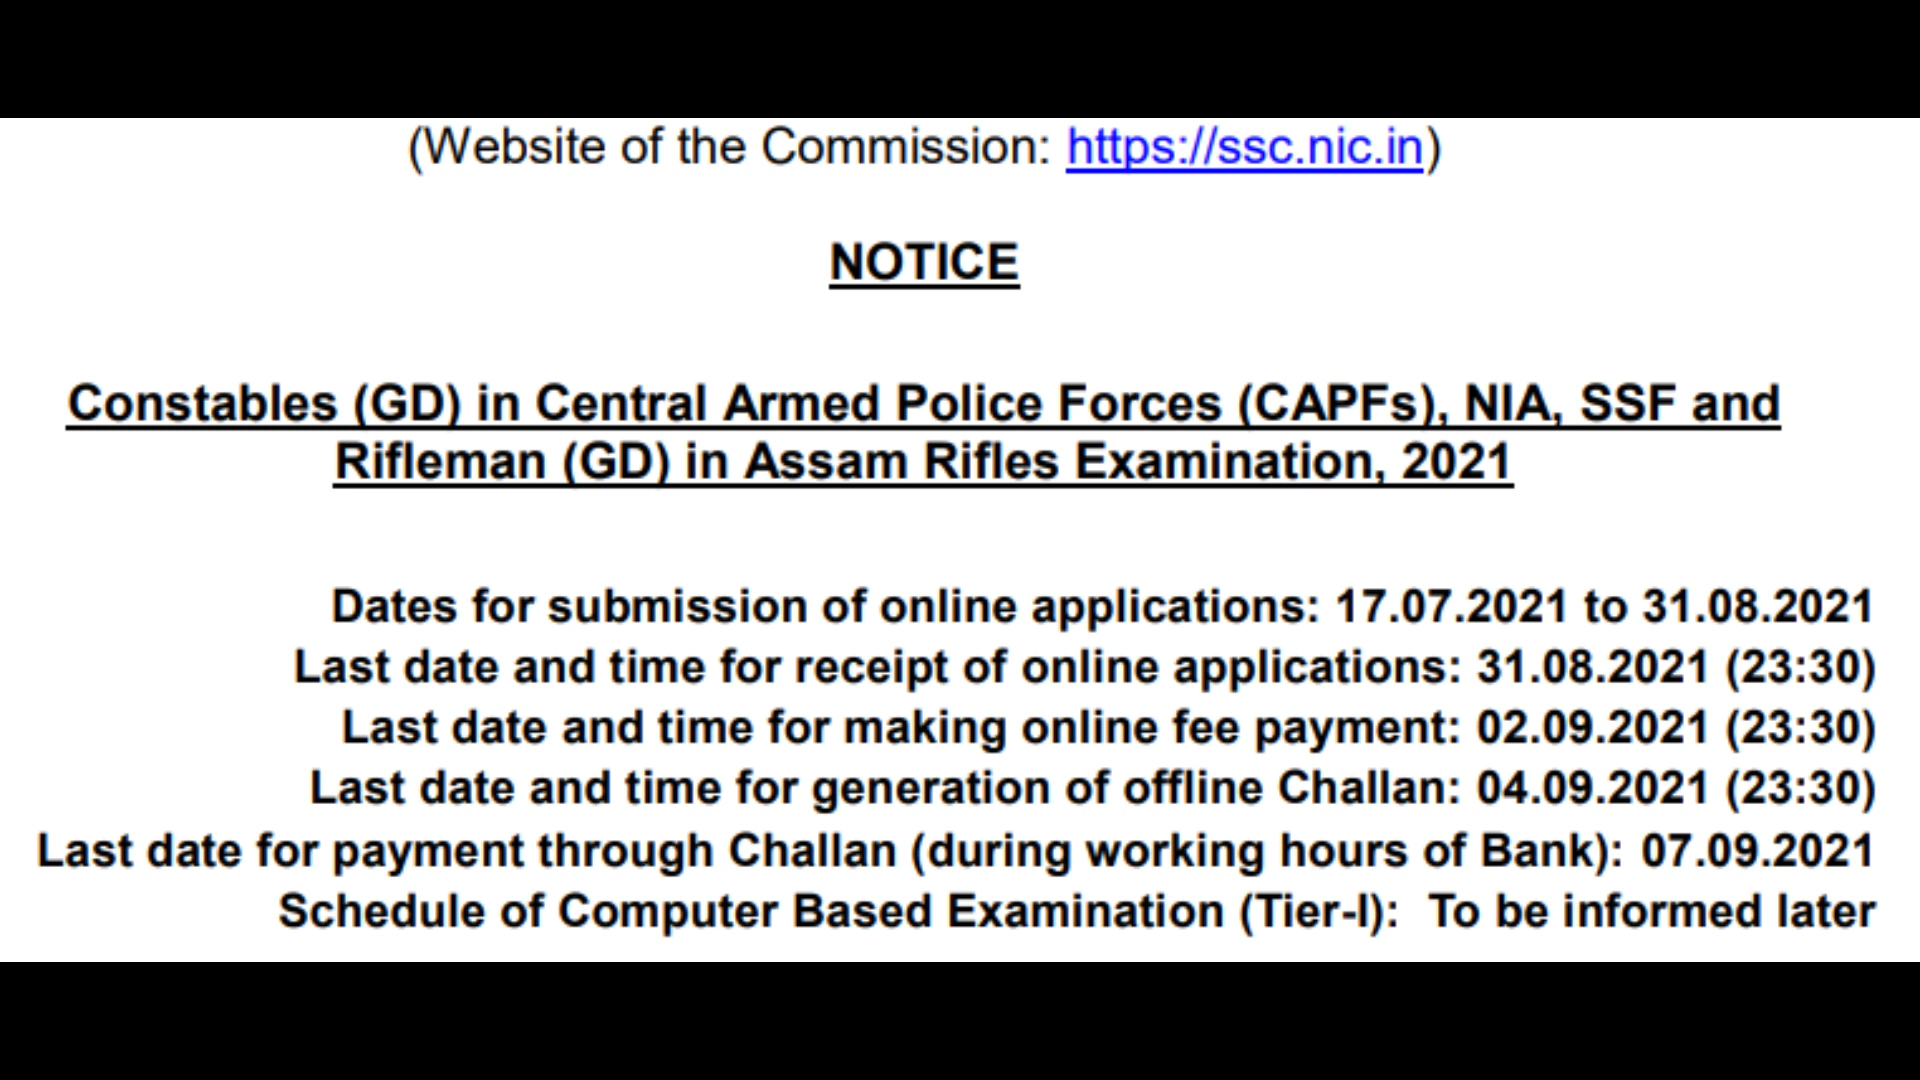 (Website of the Commission: https://ssc.nic.in)
NOTICE
Constables (GD) in Central Armed Police Forces (CAPFs), NIA, SSF and
Rifleman (GD) in Assam Rifles Examination, 2021
Dates for submission of online applications: 17.07.2021 to 31.08.2021
Last date and time for receipt of online applications: 31.08.2021 (23:30)
Last date and time for making online fee payment: 02.09.2021 (23:30)
Last date and time for generation of offline Challan: 04.09.2021 (23:30)
Last date for payment through Challan (during working hours of Bank): 07.09.2021
Schedule of Computer Based Examination (Tier-I): To be informed later